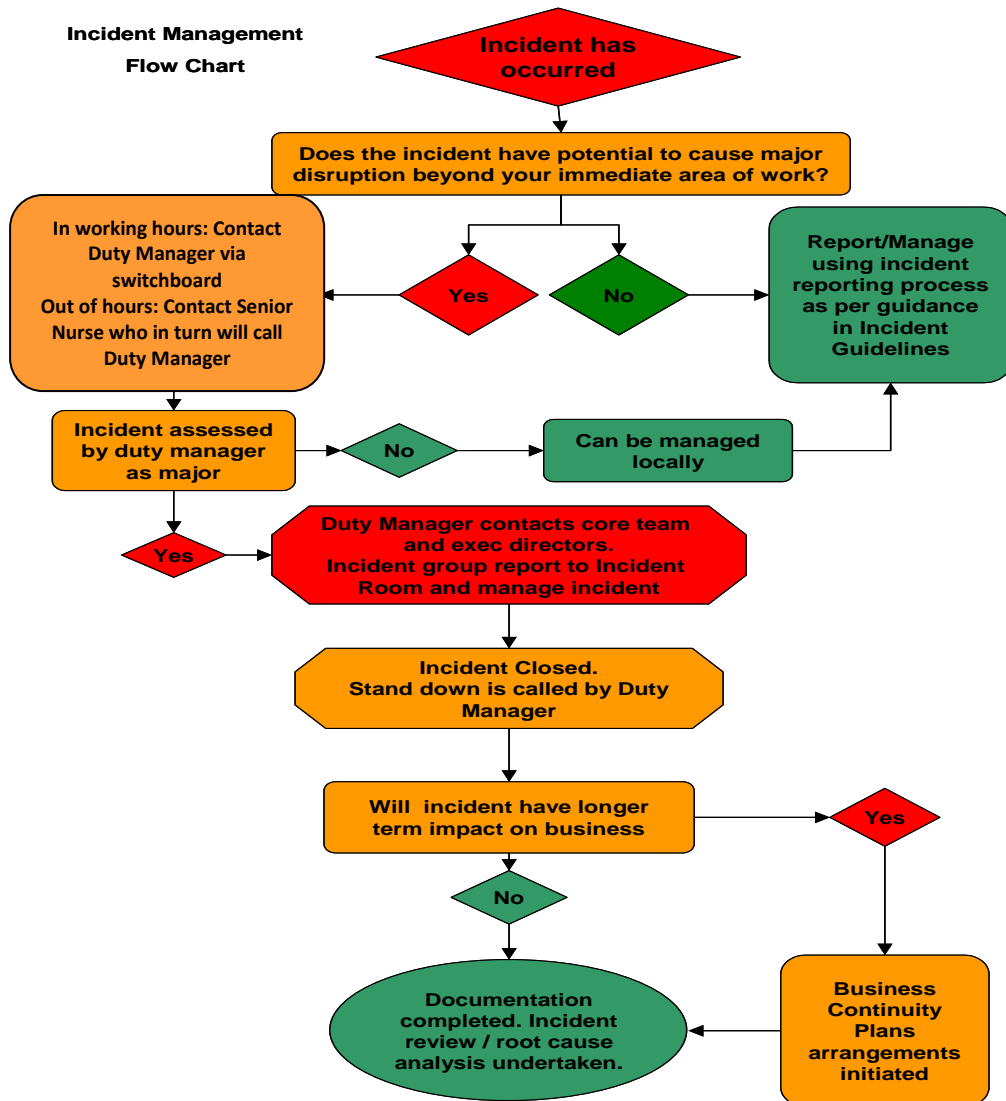 Incident Management
Flow Chart
Incident has
occurred
Does the incident have potential to cause major
disruption beyond your immediate area of work?
In working hours: Contact
Duty Manager via
switchboard
Out of hours: Contact Senior
Nurse who in turn will call
Duty Manager
Yes
No
Report/Manage
using incident
reporting process
as per guidance
in Incident
Guidelines
Incident assessed
by duty manager
as major
No
Can be managed
locally
Yes
Duty Manager contacts core team
and exec directors.
Incident group report to Incident
Room and manage incident
Incident Closed.
Stand down is called by Duty
Manager
Will incident have longer
term impact on business
Yes
No
Documentation
completed. Incident
review / root cause
analysis undertaken.
Business
Continuity
Plans
arrangements
initiated